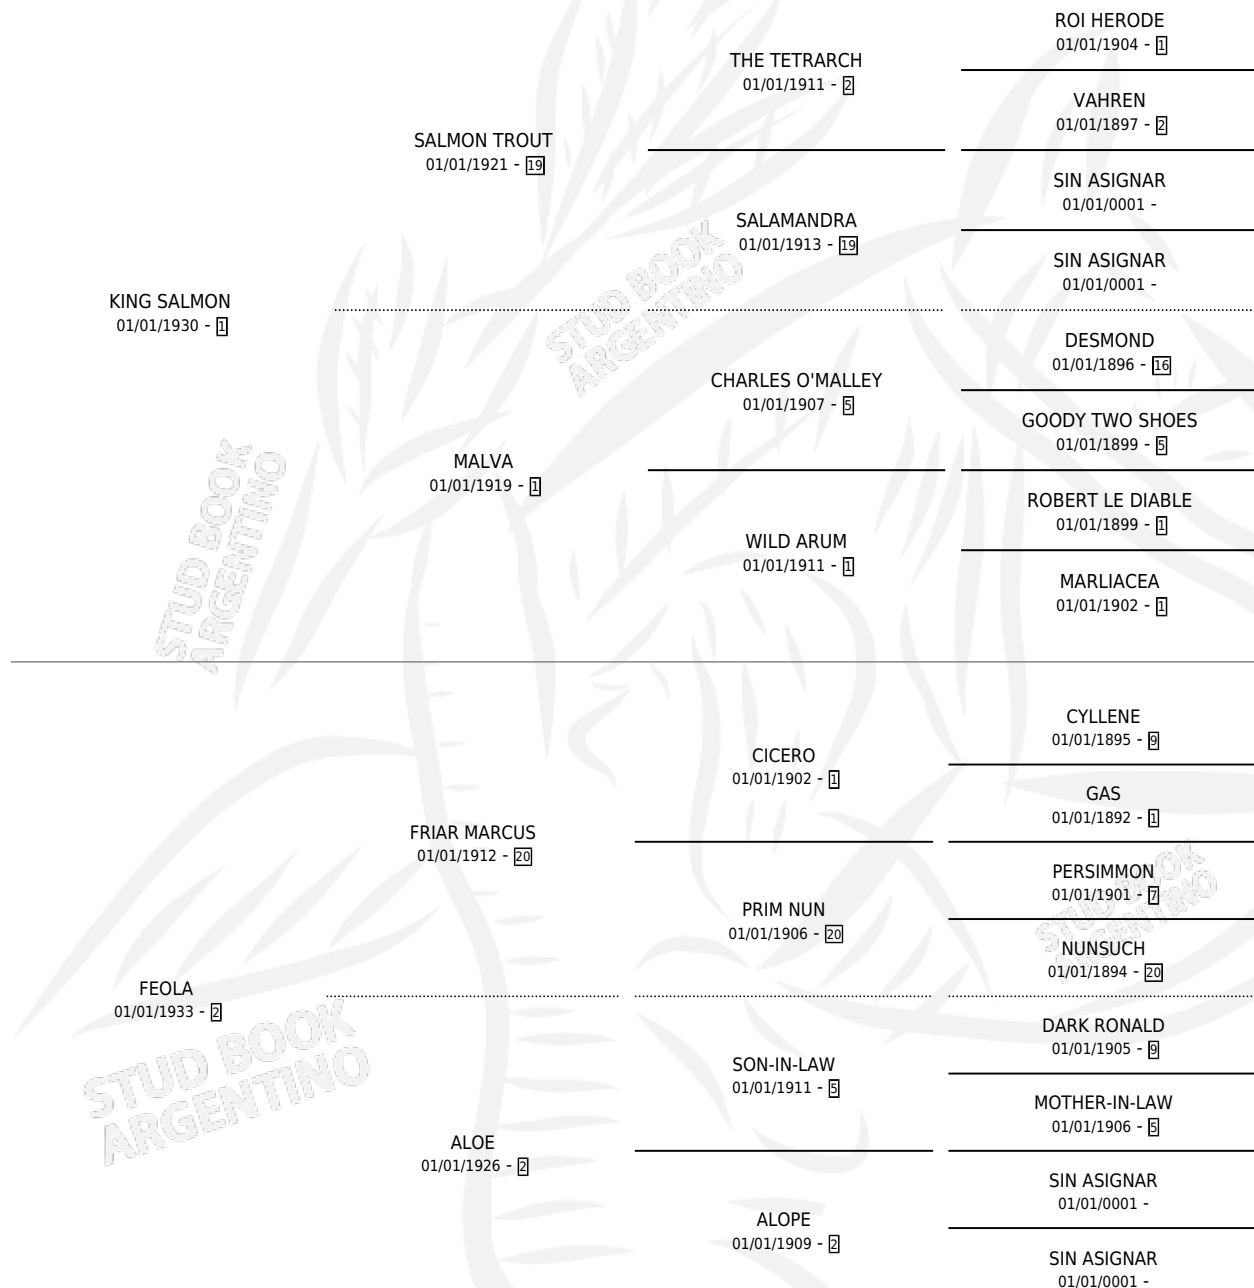 ROI HERODE
01/01/1904 - 1
THE TETRARCH
01/01/1911 - 2
VAHREN
01/01/1897 - 2
SALMON TROUT
01/01/1921 - 19
SIN ASIGNAR
01/01/0001 -
SALAMANDRA
01/01/1913 - 19
SIN ASIGNAR
01/01/0001 -
KING SALMON
01/01/1930 - 1
DESMOND
01/01/1896 - 16
CHARLES O'MALLEY
01/01/1907 - 5
GOODY TWO SHOES
01/01/1899 - 5
MALVA
01/01/1919 - 1
ROBERT LE DIABLE
01/01/1899 - 1
WILD ARUM
01/01/1911 - 1
MARLIACEA
01/01/1902 - 1
CYLLENE
01/01/1895 - 9
CICERO
01/01/1902 - 1
GAS
01/01/1892 - 1
FRIAR MARCUS
01/01/1912 - 20
PERSIMMON
01/01/1901 - 7
PRIM NUN
01/01/1906 - 20
NUNSUCH
01/01/1894 - 20
FEOLA
01/01/1933 - 2
DARK RONALD
01/01/1905 - 9
SON-IN-LAW
01/01/1911 - 5
MOTHER-IN-LAW
01/01/1906 - 5
ALOE
01/01/1926 - 2
SIN ASIGNAR
01/01/0001 -
ALOPE
01/01/1909 - 2
SIN ASIGNAR
01/01/0001 -
STUD BOOK
ARGENTINO
STUD BOOK
ARGENTINO
STUD BOOK
ARGENTINO
STUD BOOK
ARGENTINO